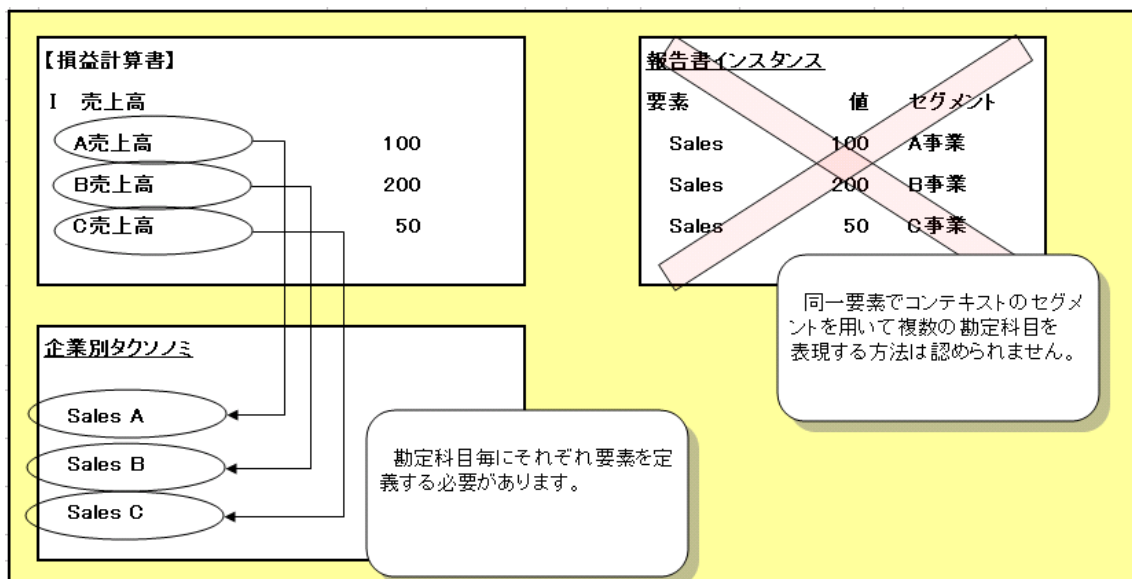 【損益計算書】
Ⅰ 売上高
A売上高 100
B売上高 200
C売上高 50
報告書インスタンス
要素 値 セグメント
Sales 100 A事業
Sales 200 B事業
Sales 50 C事業
同一要素でコンテキストのセグメ
ントを用いて複数の勘定科目を
表現する方法は認められません。
企業別タクソノミ
Sales A
Sales B
Sales C
勘定科目毎にそれぞれ要素を定
義する必要があります。